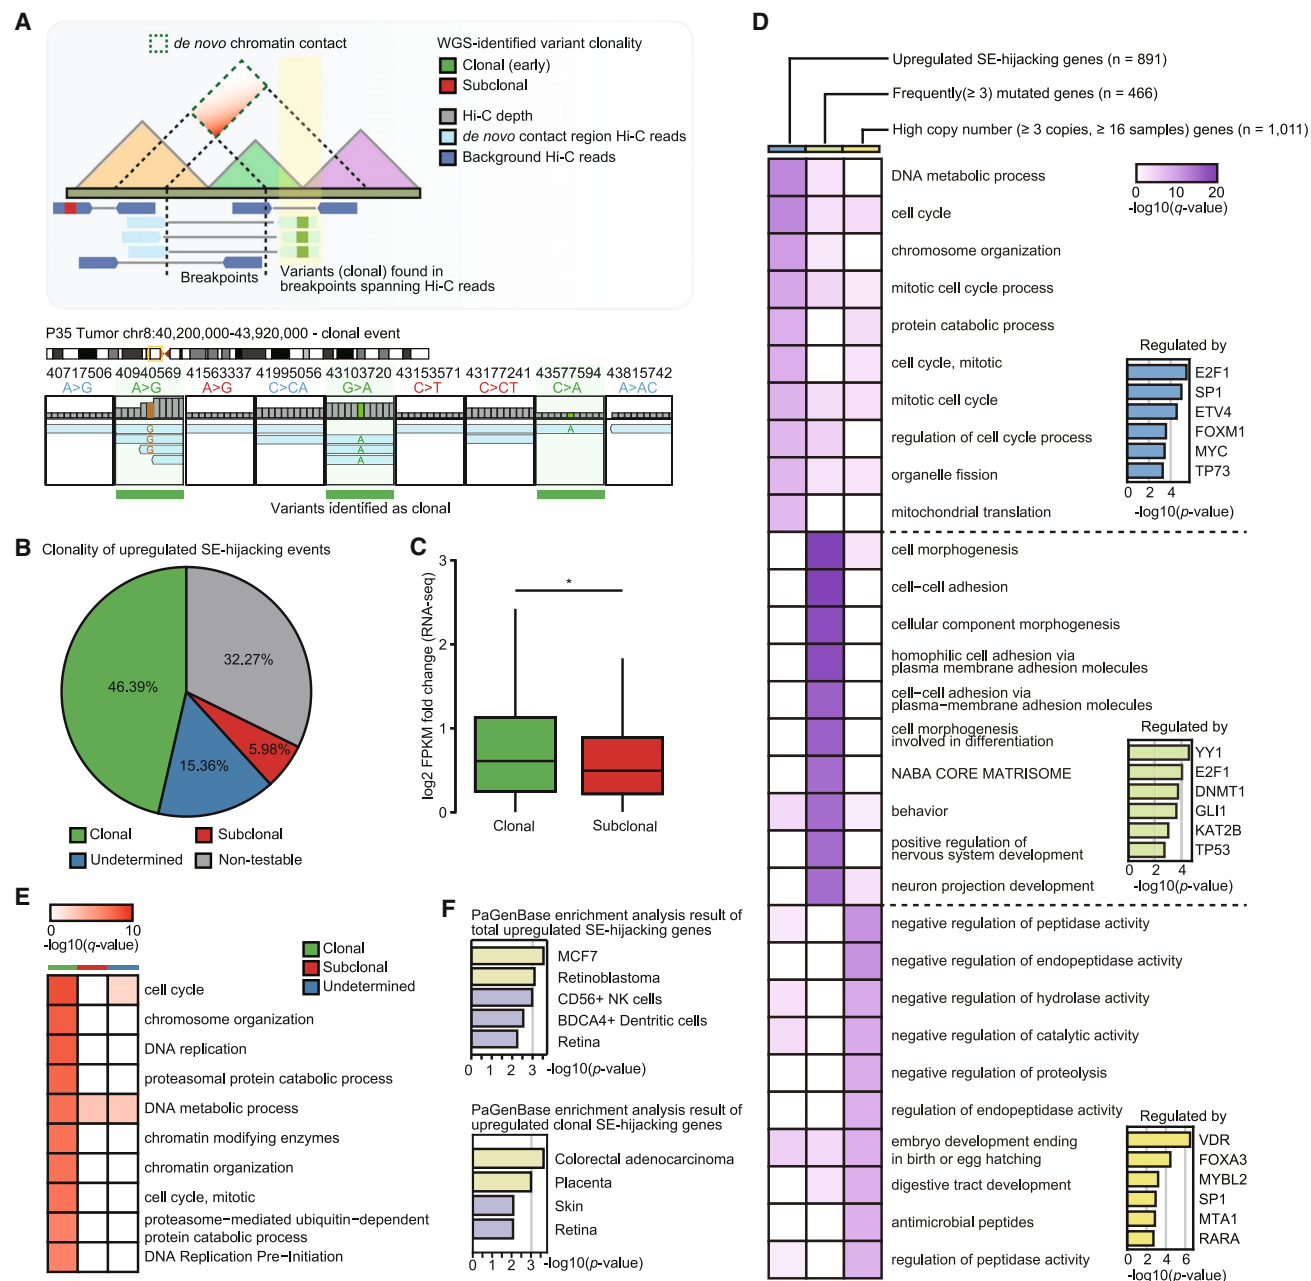 A
de novo chromatin contact
WGS-identified variant clonality
Clonal (early)
Subclonal
Hi-C depth
de novo contact region Hi-C reads
Background Hi-C reads
Breakpoints
Variants (clonal) found in
breakpoints spanning Hi-C reads
P35 Tumor chr8:40,200,000-43,920,000 - clonal event
40717506 40940569 41563337 41995056 43103720 43153571 43177241 43577594 43815742
A>G A>G A>G C>CA G>A C>T C>CT C>A A>AC
G A A
G A
G A
Variants identified as clonal
B Clonality of upregulated SE-hijacking events
32.27%
46.39%
5.98%
15.36%
Clonal Subclonal
Undetermined Non-testable
C
log2 FPKM fold change (RNA-seq)
3
2
1
0
*
Clonal Subclonal
D
Upregulated SE-hijacking genes (n = 891)
Frequently(≥ 3) mutated genes (n = 466)
High copy number (≥ 3 copies, ≥ 16 samples) genes (n = 1,011)
0 10 20
-log10(q-value)
DNA metabolic process
cell cycle
chromosome organization
mitotic cell cycle process
protein catabolic process
cell cycle, mitotic
mitotic cell cycle
regulation of cell cycle process
organelle fission
mitochondrial translation
Regulated by
E2F1
SP1
ETV4
FOXM1
MYC
TP73
0 2 4
-log10(p-value)
cell morphogenesis
cell−cell adhesion
cellular component morphogenesis
homophilic cell adhesion via
plasma membrane adhesion molecules
cell−cell adhesion via
plasma−membrane adhesion molecules
cell morphogenesis
involved in differentiation
NABA CORE MATRISOME
behavior
positive regulation of
nervous system development
neuron projection development
Regulated by
YY1
E2F1
DNMT1
GLI1
KAT2B
TP53
0 2 4
-log10(p-value)
negative regulation of peptidase activity
negative regulation of endopeptidase activity
negative regulation of hydrolase activity
negative regulation of catalytic activity
negative regulation of proteolysis
regulation of endopeptidase activity
embryo development ending
in birth or egg hatching
digestive tract development
antimicrobial peptides
regulation of peptidase activity
Regulated by
VDR
FOXA3
MYBL2
SP1
MTA1
RARA
0 2 4 6
-log10(p-value)
E
0 10
-log10(q-value)
Clonal
Subclonal
Undetermined
cell cycle
chromosome organization
DNA replication
proteasomal protein catabolic process
DNA metabolic process
chromatin modifying enzymes
chromatin organization
cell cycle, mitotic
proteasome−mediated ubiquitin−dependent
protein catabolic process
DNA Replication Pre−Initiation
F
PaGenBase enrichment analysis result of
total upregulated SE-hijacking genes
MCF7
Retinoblastoma
CD56+ NK cells
BDCA4+ Dentritic cells
Retina
0 1 2 3 -log10(p-value)
PaGenBase enrichment analysis result of
upregulated clonal SE-hijacking genes
Colorectal adenocarcinoma
Placenta
Skin
Retina
0 1 2 3 -log10(p-value)